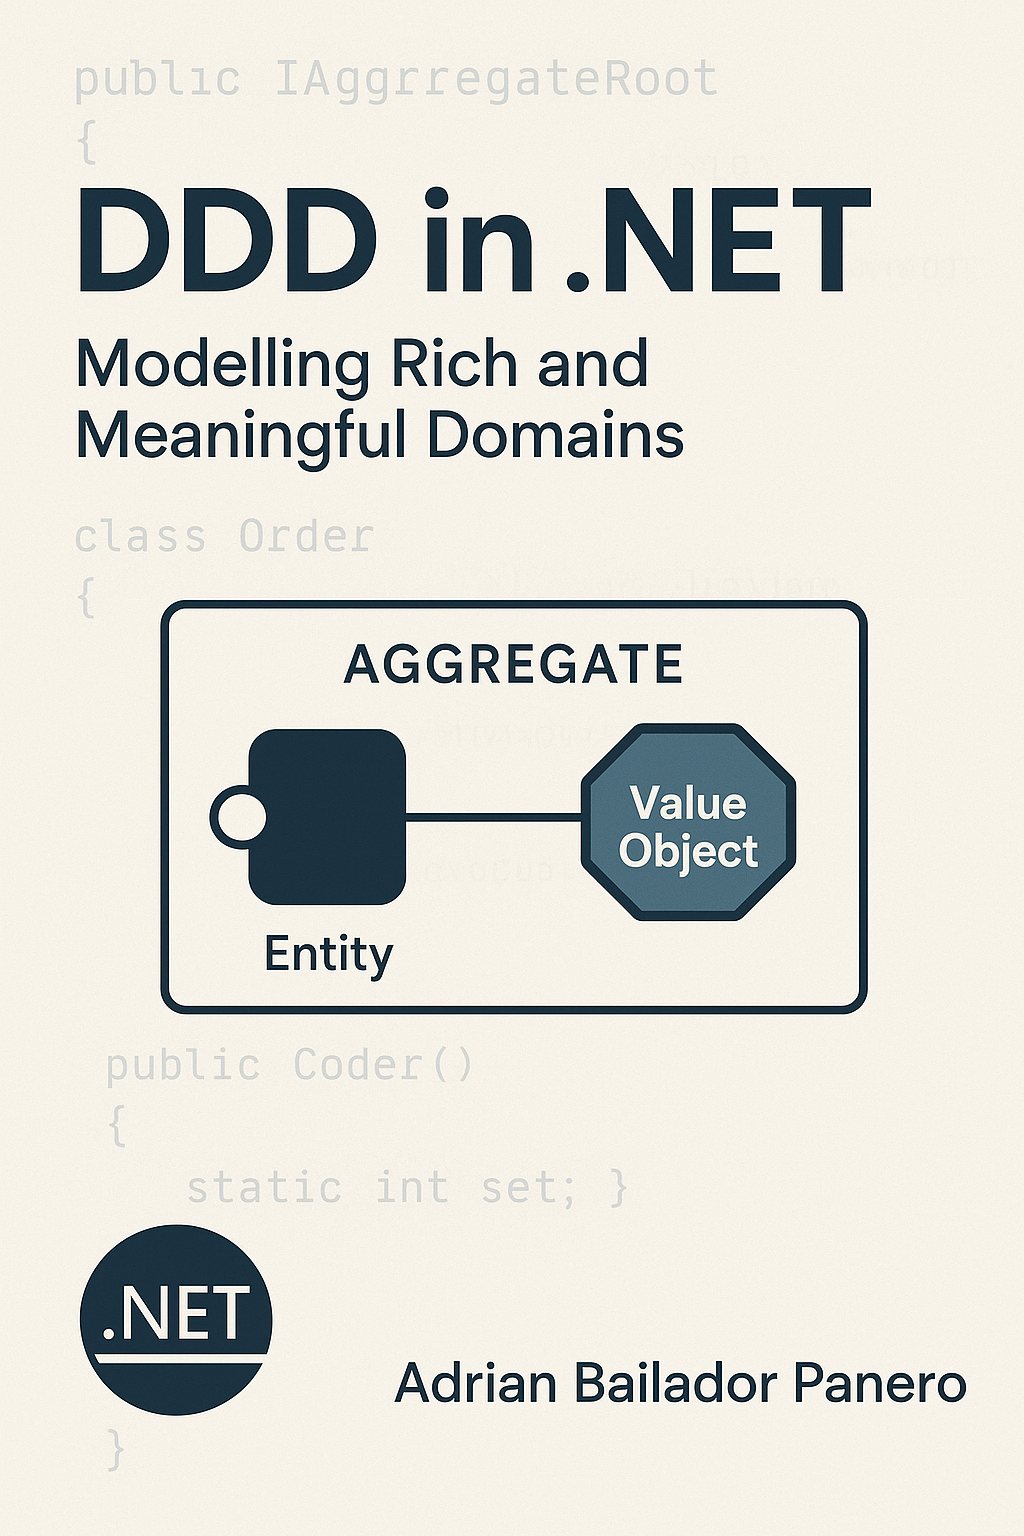 public IAggrregateRoot
{
DDD in .NET
Modelling Rich and
Meaningful Domains
class Order
{
AGGREGATE
Value
Object
Entity
public Coder()
{
static int set; }
.NET
Adrian Bailador Panero
}